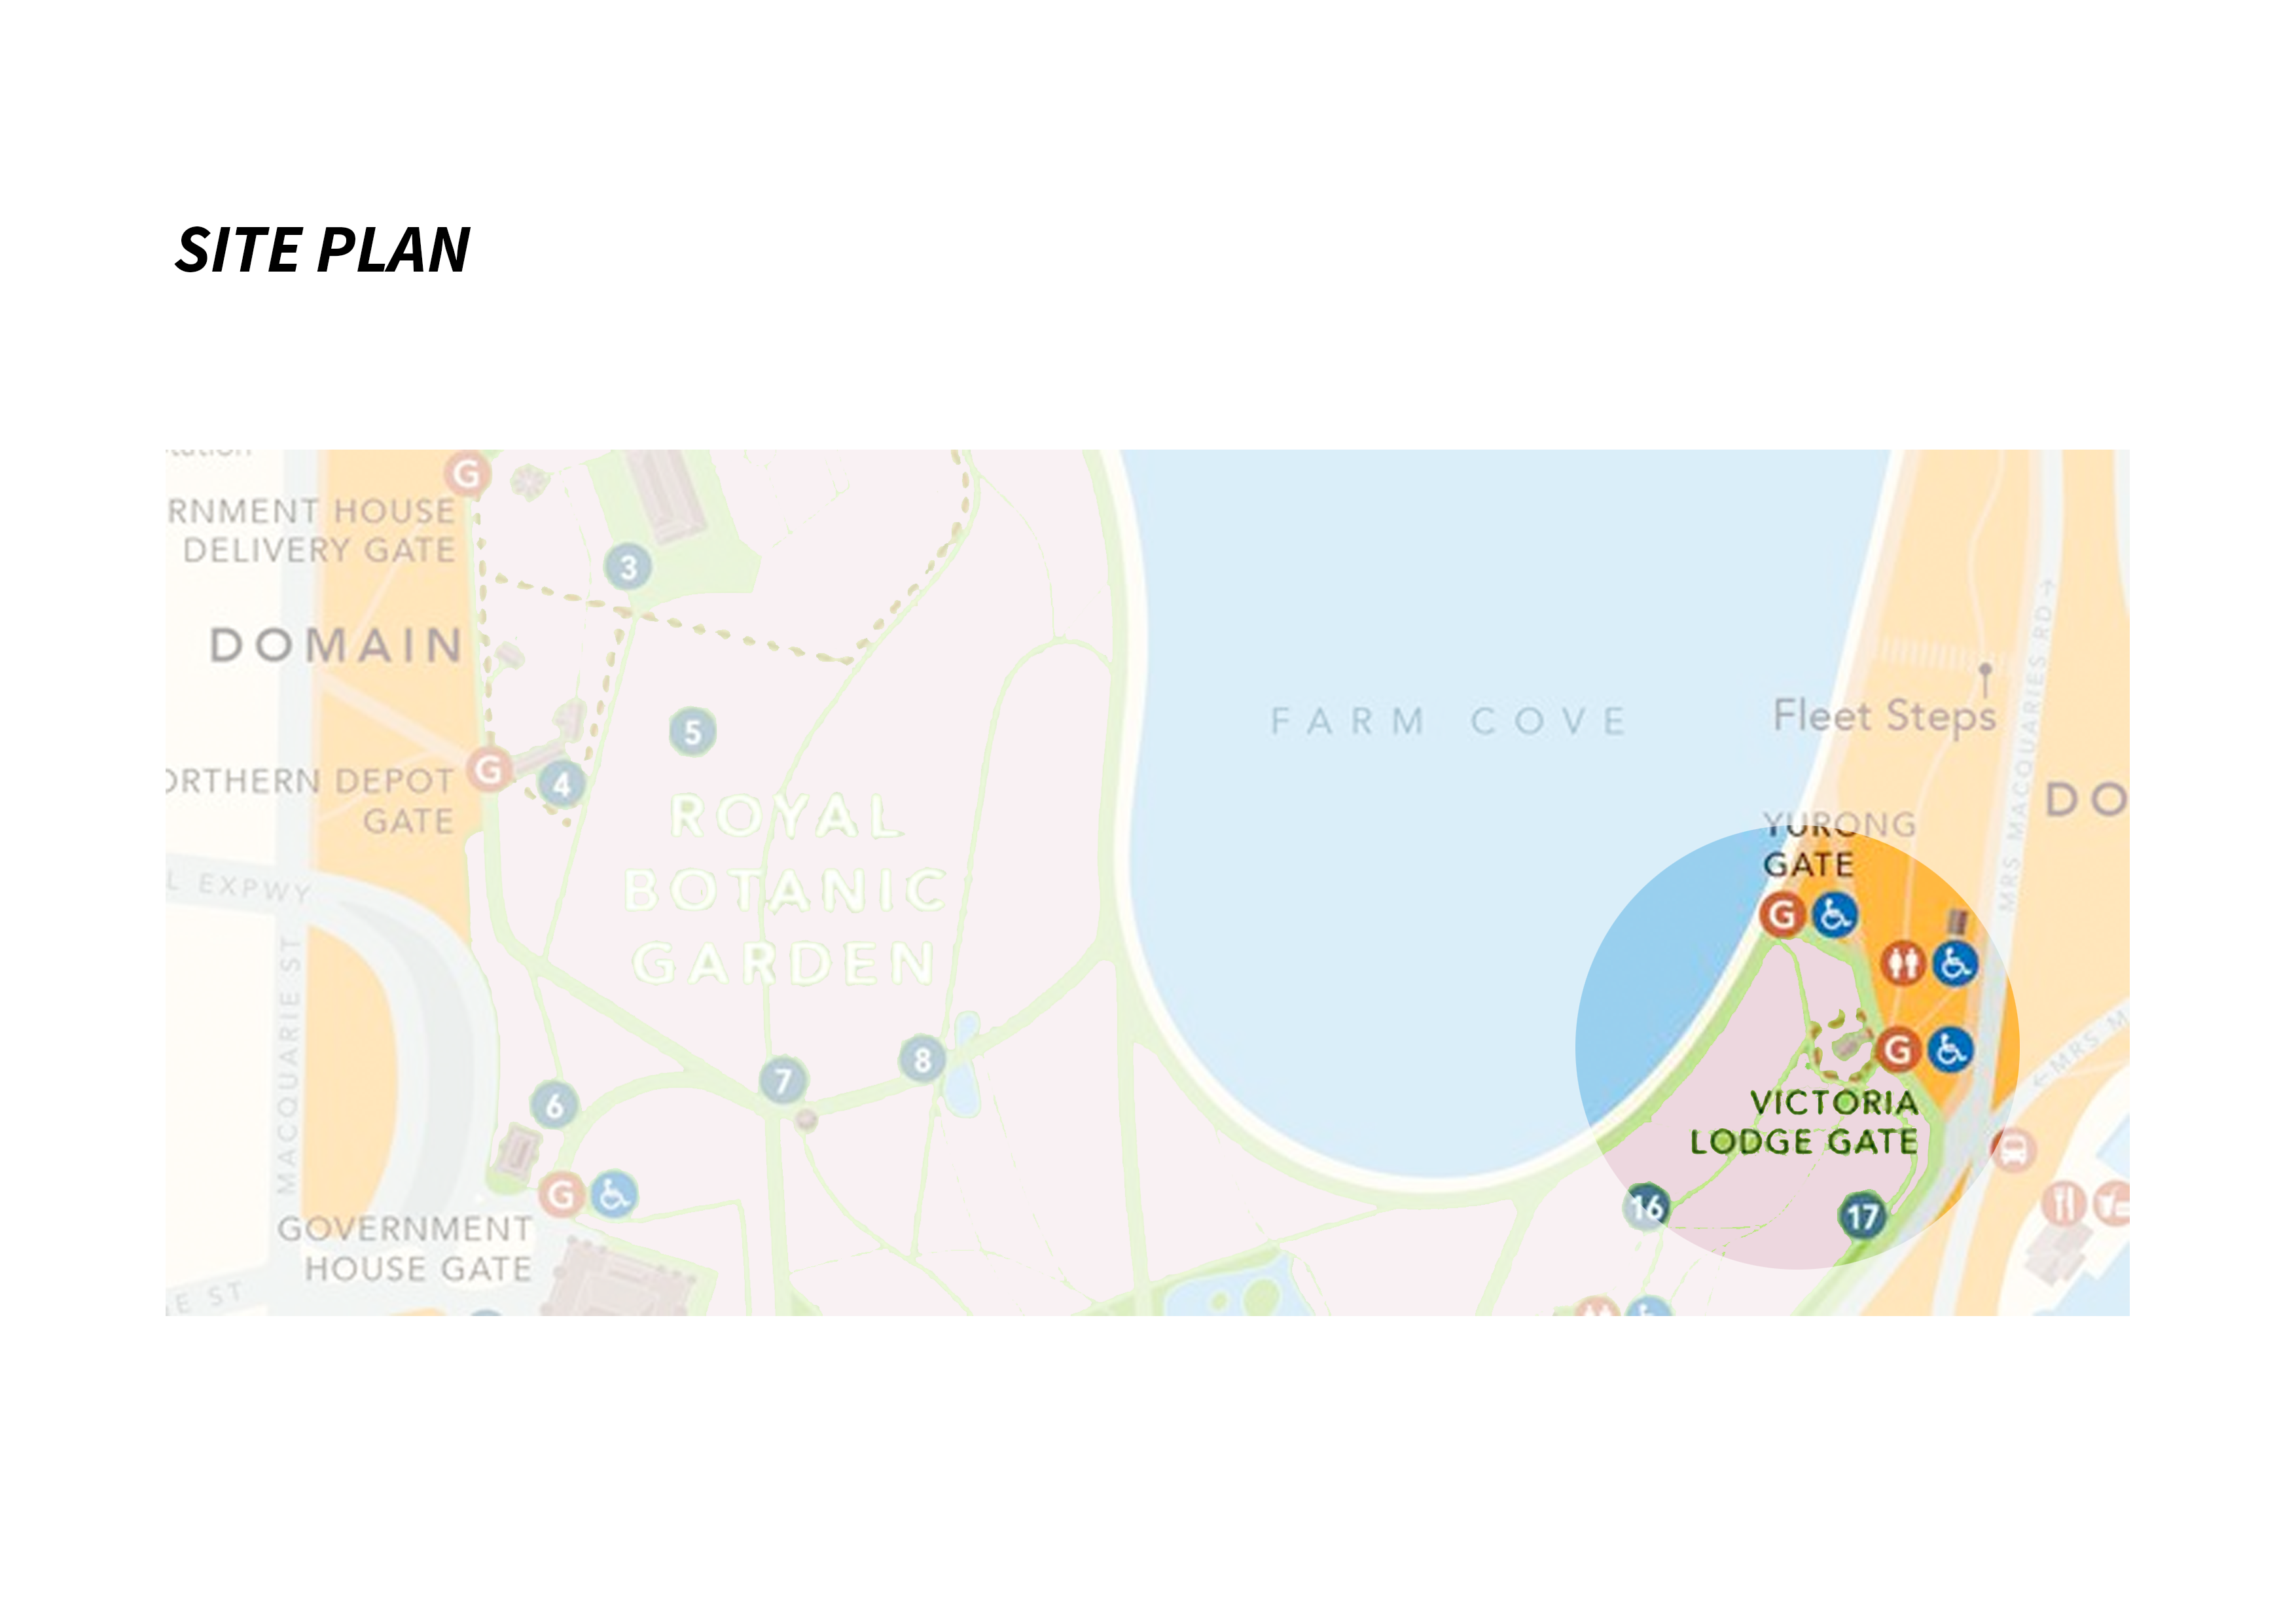 SITE PLAN
RNMENT HOUSE
DELIVERY GATE
DOMAIN
ORTHERN DEPOT
GATE
L EXPWY
MACQUARIE ST
GOVERNMENT
HOUSE GATE
E ST
G
3
5
G
4
ROYAL
BOTANIC
GARDEN
8
7
6
G
FARM COVE
Fleet Steps
MRS MACQUARIES RD →
DO
YURONG
GATE
G
G
VICTORIA
LODGE GATE
← MRS M
16
17